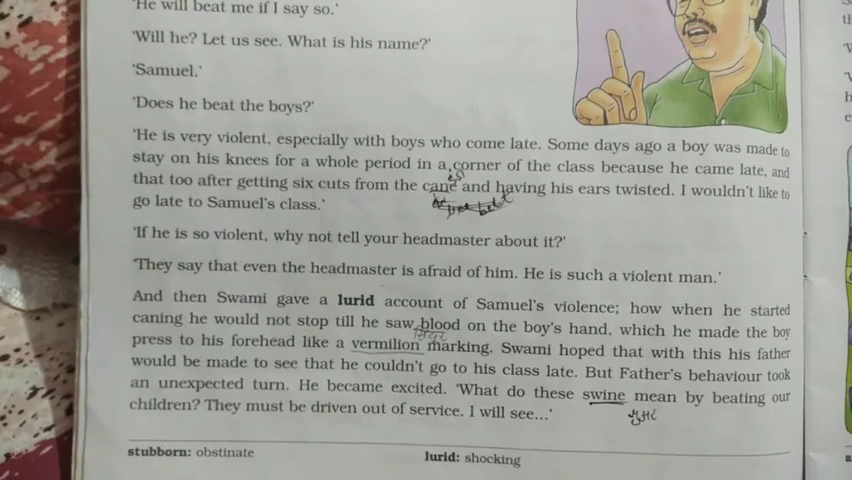 'He will beat me if I say so.'
'Will he? Let us see. What is his name?'
'Samuel.'
'Does he beat the boys?'
'He is very violent, especially with boys who come late. Some days ago a boy was made to
stay on his knees for a whole period in a corner of the class because he came late, and
that too after getting six cuts from the cane and having his ears twisted. I wouldn't like to
go late to Samuel's class.'
'If he is so violent, why not tell your headmaster about it?'
'They say that even the headmaster is afraid of him. He is such a violent man.'
And then Swami gave a lurid account of Samuel's violence; how when he started
caning he would not stop till he saw blood on the boy's hand, which he made the boy
press to his forehead like a vermilion marking. Swami hoped that with this his father
would be made to see that he couldn't go to his class late. But Father's behaviour took
an unexpected turn. He became excited. 'What do these swine mean by beating our
children? They must be driven out of service. I will see...'
stubborn: obstinate
lurid: shocking